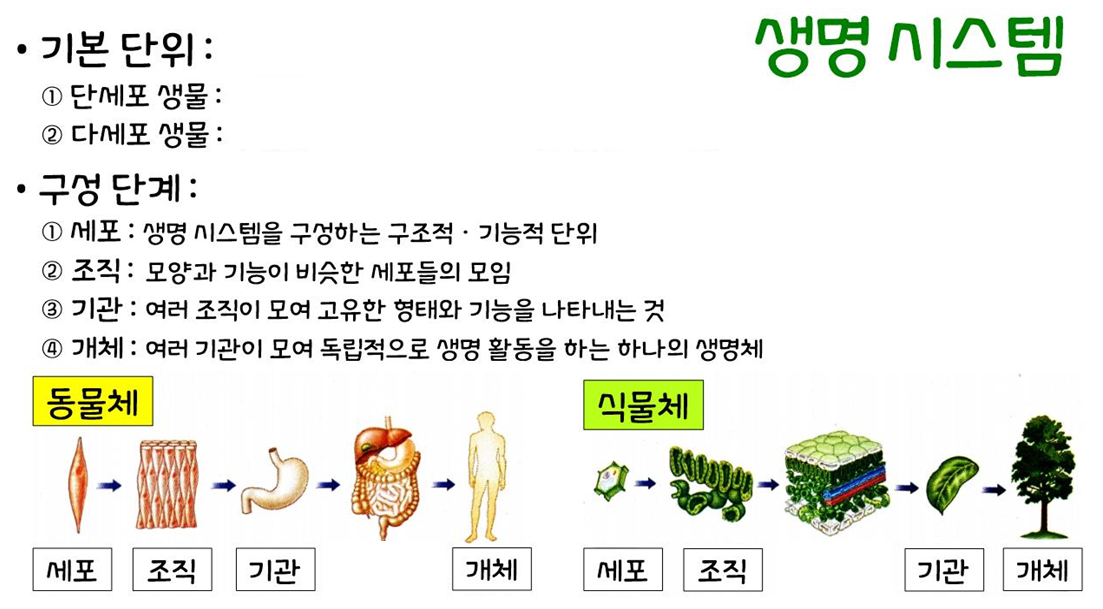 생명 시스템
• 기본 단위 :
① 단세포 생물 :
② 다세포 생물 :
• 구성 단계 :
① 세포 : 생명 시스템을 구성하는 구조적 · 기능적 단위
② 조직 : 모양과 기능이 비슷한 세포들의 모임
③ 기관 : 여러 조직이 모여 고유한 형태와 기능을 나타내는 것
④ 개체 : 여러 기관이 모여 독립적으로 생명 활동을 하는 하나의 생명체
동물체
세포 조직 기관 개체
식물체
세포 조직 기관 개체